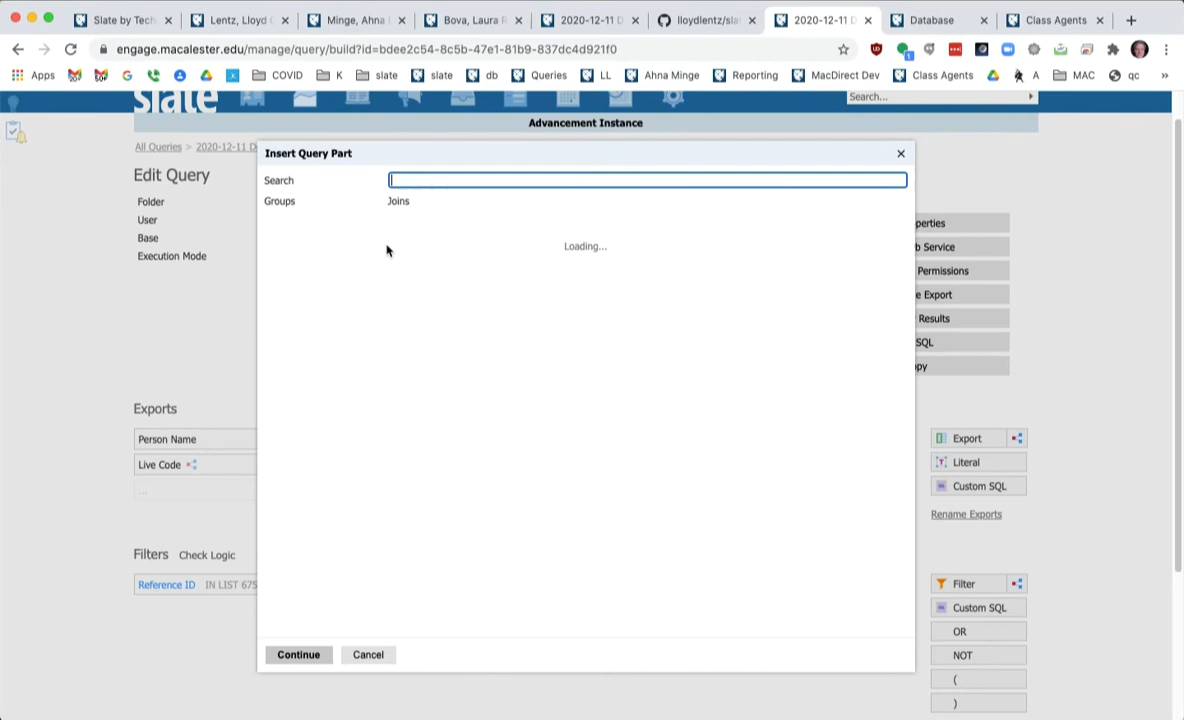 Slate by Tech
Lentz, Lloyd (
Minge, Ahna
Bova, Laura
2020-12-11 D
lloydlentz/sla
2020-12-11 D
Database
Class Agents
engage.macalester.edu/manage/query/build?id=bdee2c54-8c5b-47e1-81b9-837dc4d921f0
Apps
COVID
K
slate
slate
db
Queries
LL
Ahna Minge
Reporting
MacDirect Dev
Class Agents
A
MAC
qc
»
slate
Search...
Advancement Instance
All Queries > 2020-12-11 D
Edit Query
Folder
User
Base
Execution Mode
Insert Query Part
Search
Groups
Joins
Loading...
perties
b Service
Permissions
e Export
Results
SQL
py
Exports
Person Name
Live Code
...
Export
Literal
Custom SQL
Rename Exports
Filters Check Logic
Reference ID IN LIST 675
Filter
Custom SQL
OR
NOT
(
)
Continue
Cancel